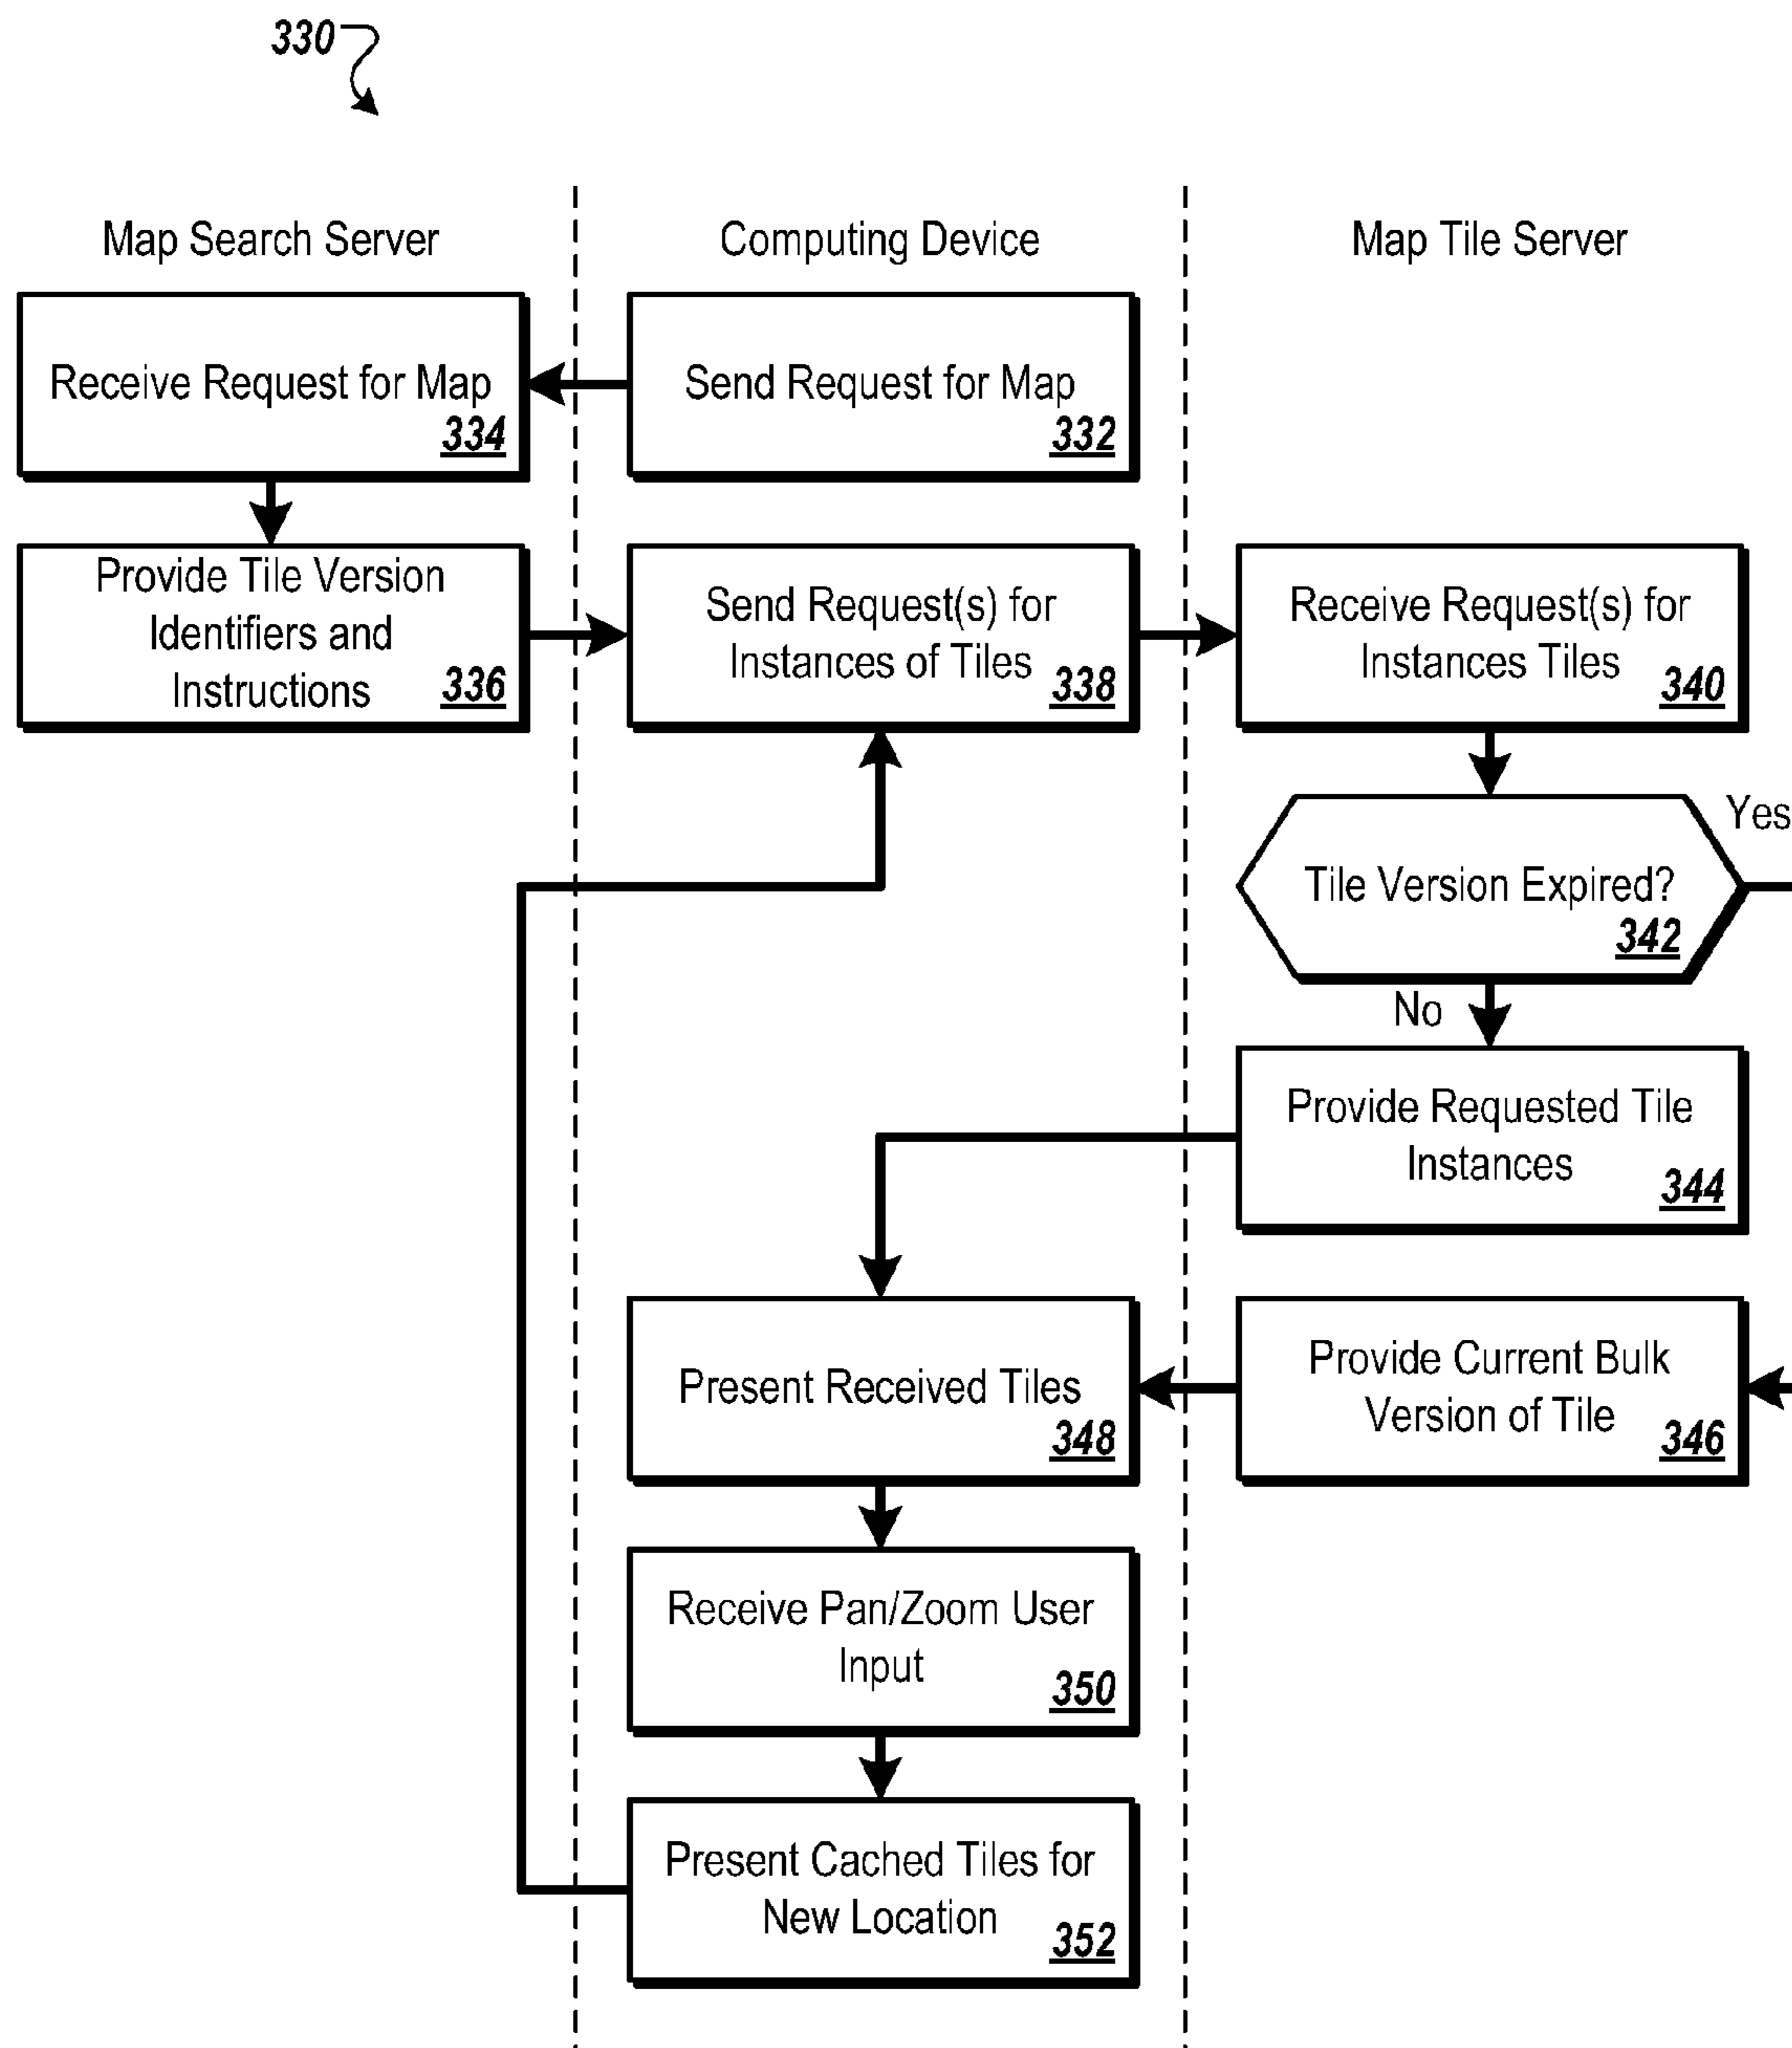 330
Map Search Server
Computing Device
Map Tile Server
Receive Request for Map
334
Send Request for Map
332
Provide Tile Version
Identifiers and
Instructions
336
Send Request(s) for
Instances of Tiles
338
Receive Request(s) for
Instances Tiles
340
Yes
Tile Version Expired?
342
No
Provide Requested Tile
Instances
344
Present Received Tiles
348
Provide Current Bulk
Version of Tile
346
Receive Pan/Zoom User
Input
350
Present Cached Tiles for
New Location
352